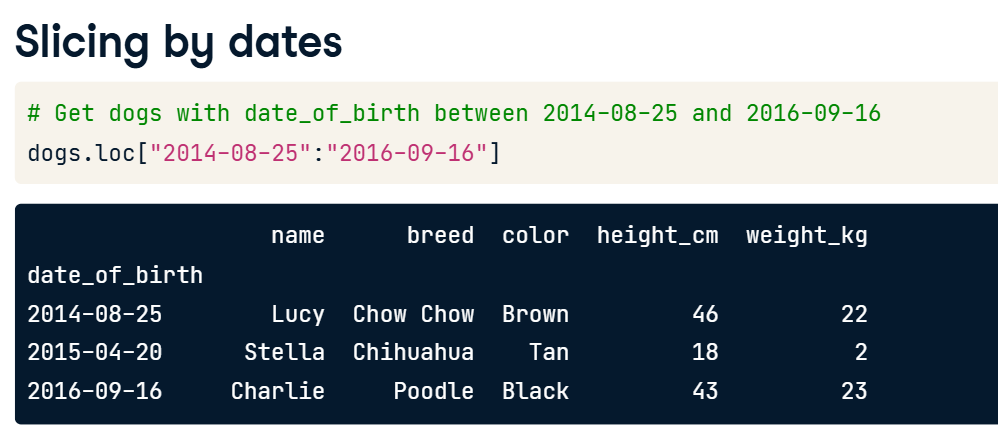 Slicing by dates
# Get dogs with date_of_birth between 2014-08-25 and 2016-09-16
dogs.loc["2014-08-25":"2016-09-16"]
name breed color height_cm weight_kg
date_of_birth
2014-08-25 Lucy Chow Chow Brown 46 22
2015-04-20 Stella Chihuahua Tan 18 2
2016-09-16 Charlie Poodle Black 43 23